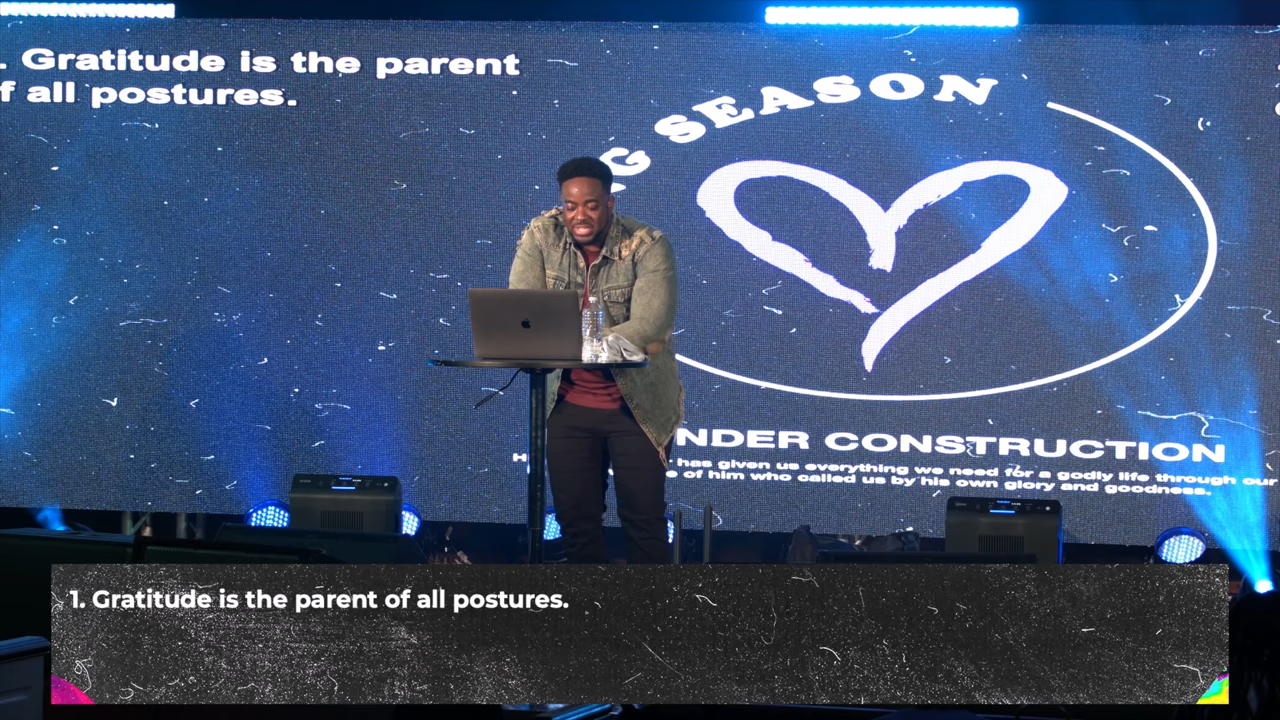 . Gratitude is the parent
f all postures.
G SEASON
NDER CONSTRUCTION
has given us everything we need for a godly life through our
e of him who called us by his own glory and goodness.
1. Gratitude is the parent of all postures.